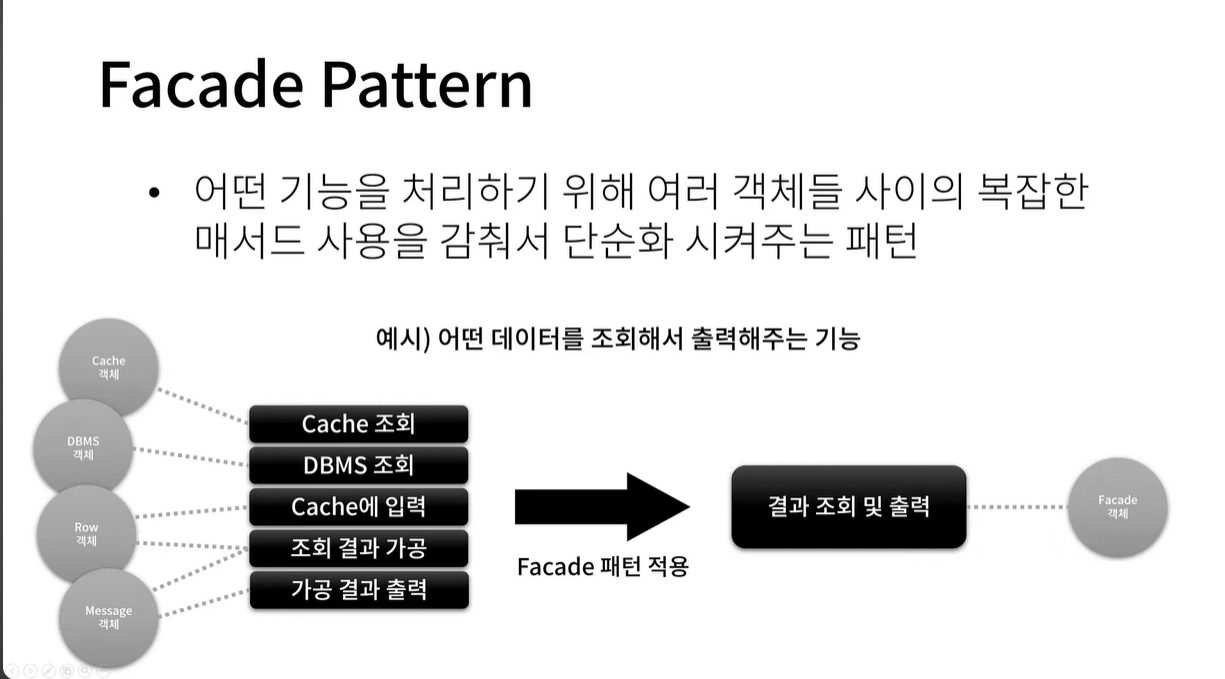 Facade Pattern
• 어떤 기능을 처리하기 위해 여러 객체들 사이의 복잡한
매서드 사용을 감춰서 단순화 시켜주는 패턴
예시) 어떤 데이터를 조회해서 출력해주는 기능
Cache
객체
DBMS
객체
Row
객체
Message
객체
Cache 조회
DBMS 조회
Cache에 입력
조회 결과 가공
가공 결과 출력
Facade 패턴 적용
결과 조회 및 출력
Facade
객체